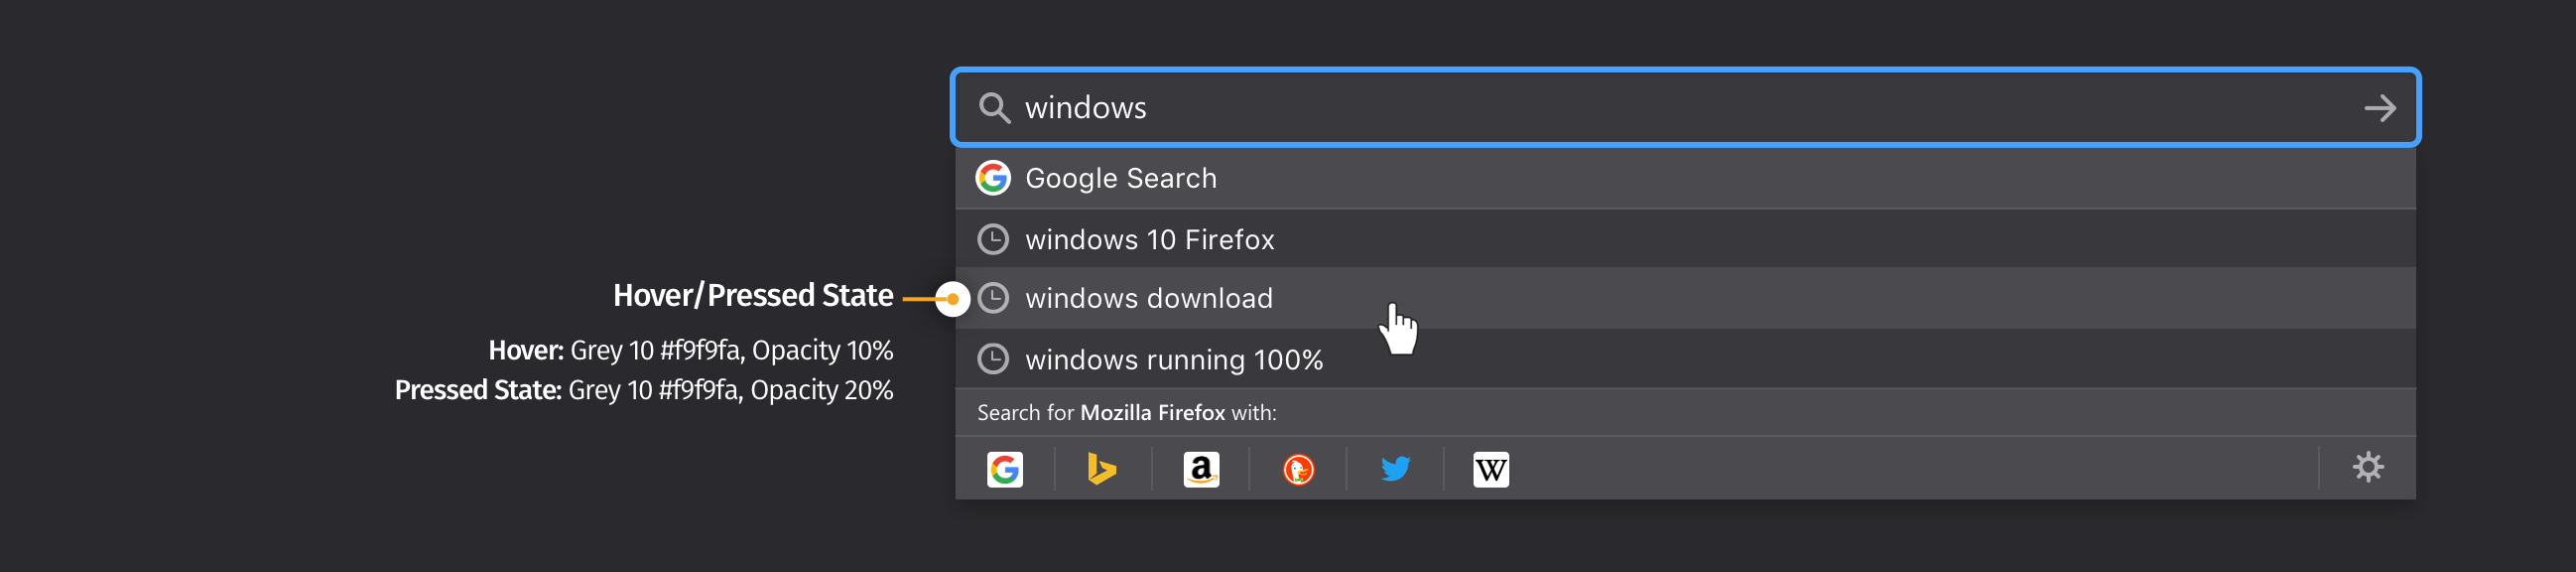 windows
Google Search
windows 10 Firefox
Hover/Pressed State
windows download
Hover: Grey 10 #f9f9fa, Opacity 10%
windows running 100%
Pressed State: Grey 10 #f9f9fa, Opacity 20%
Search for Mozilla Firefox with:
a
W